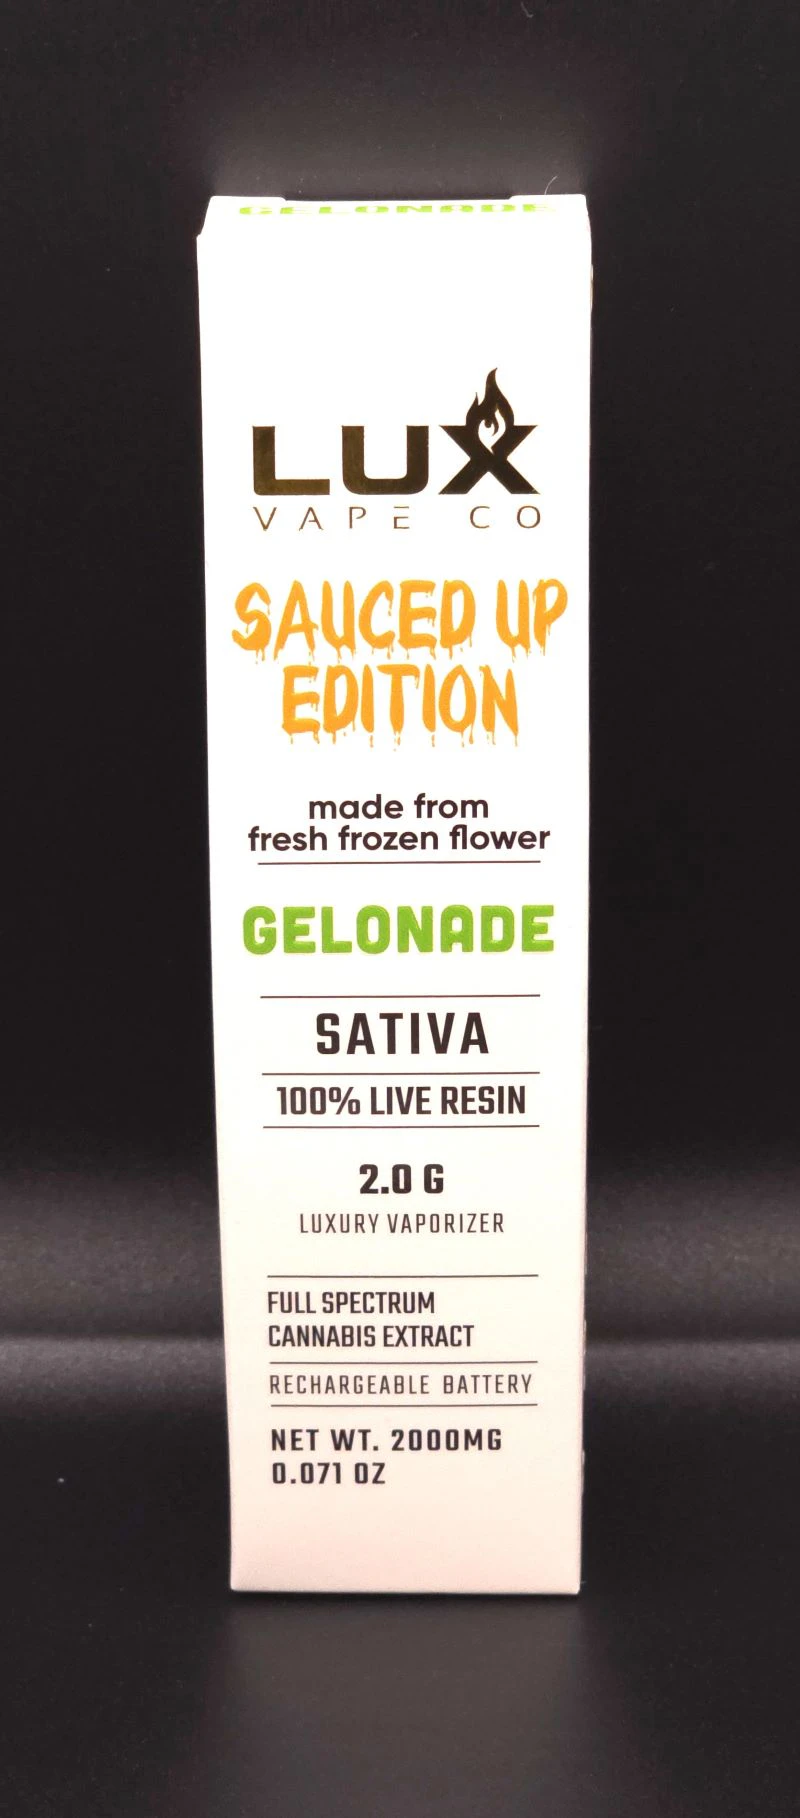 GELONADE
LUX
VAPE CO
SAUCED UP
EDITION
made from
fresh frozen flower
GELONADE
SATIVA
100% LIVE RESIN
2.0 G
LUXURY VAPORIZER
FULL SPECTRUM
CANNABIS EXTRACT
RECHARGEABLE BATTERY
NET WT. 2000MG
0.071 OZ